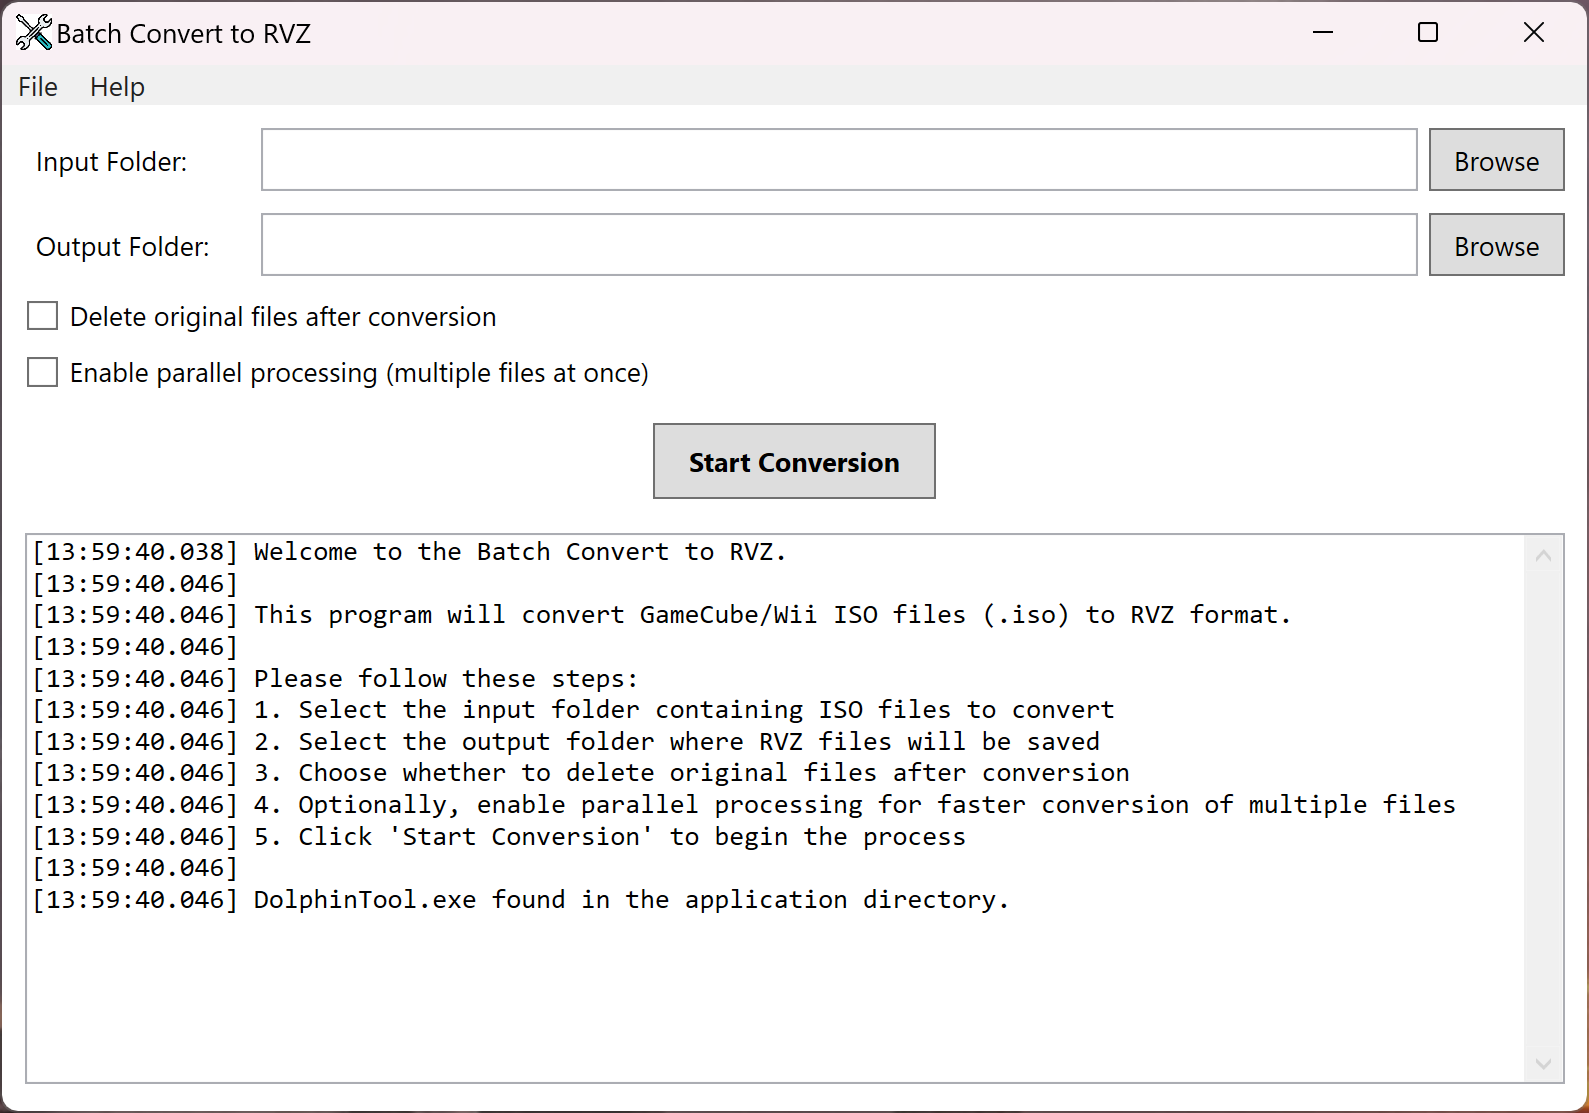 Batch Convert to RVZ
File Help
Input Folder: Browse
Output Folder: Browse
Delete original files after conversion
Enable parallel processing (multiple files at once)
Start Conversion
[13:59:40.038] Welcome to the Batch Convert to RVZ.
[13:59:40.046]
[13:59:40.046] This program will convert GameCube/Wii ISO files (.iso) to RVZ format.
[13:59:40.046]
[13:59:40.046] Please follow these steps:
[13:59:40.046] 1. Select the input folder containing ISO files to convert
[13:59:40.046] 2. Select the output folder where RVZ files will be saved
[13:59:40.046] 3. Choose whether to delete original files after conversion
[13:59:40.046] 4. Optionally, enable parallel processing for faster conversion of multiple files
[13:59:40.046] 5. Click 'Start Conversion' to begin the process
[13:59:40.046]
[13:59:40.046] DolphinTool.exe found in the application directory.